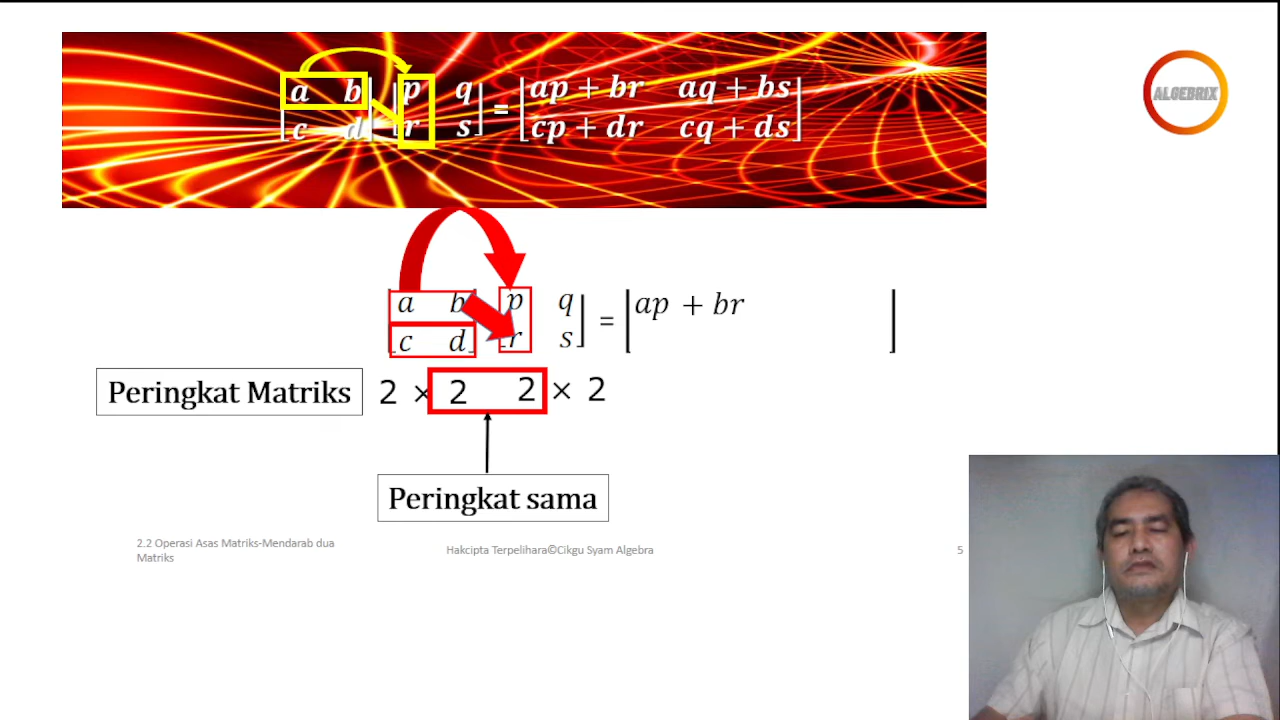 a b p q = ap + br aq + bs
c d r s cp + dr cq + ds
ALGEBRIX
a b p q = ap + br
c d r s
Peringkat Matriks 2 × 2 2 × 2
Peringkat sama
2.2 Operasi Asas Matriks-Mendarab dua
Matriks
Hakcipta Terpelihara©Cikgu Syam Algebra
5